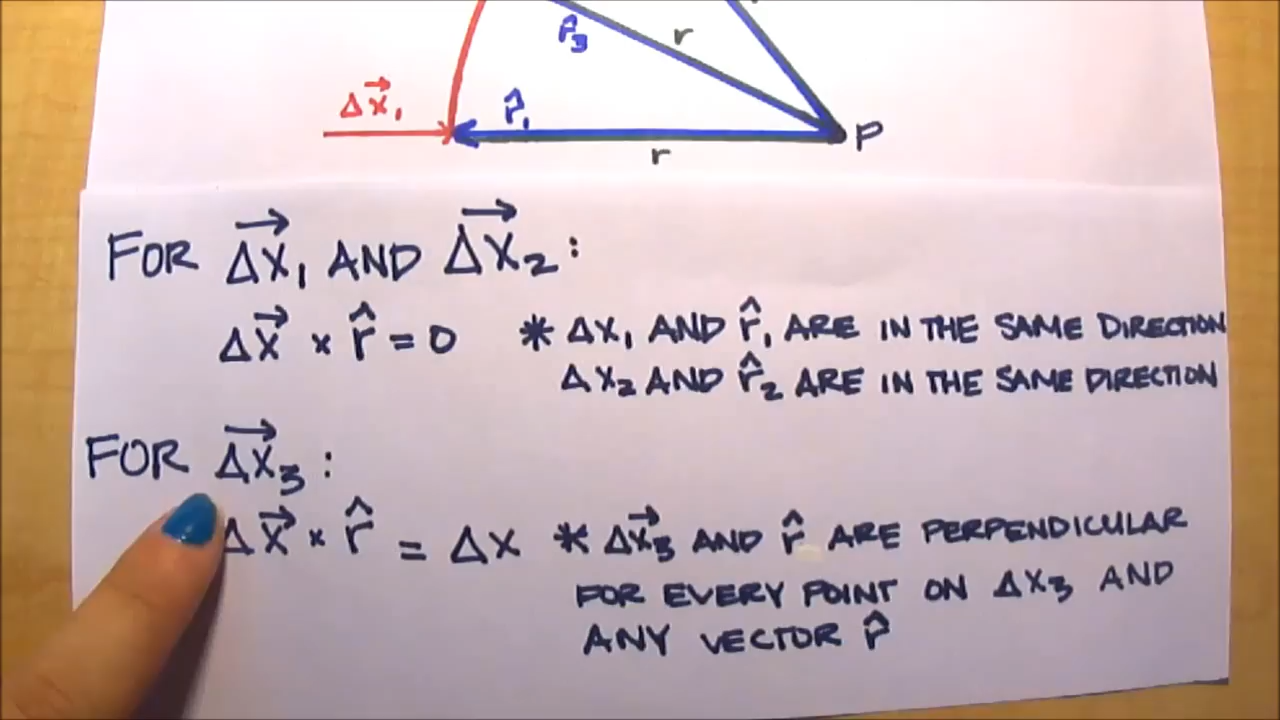 r̂₃ r
Δx⃗₁ r̂₁ P
r
FOR Δx⃗₁ AND Δx⃗₂:
Δx⃗ × r̂ = 0 * Δx₁ AND r̂₁ ARE IN THE SAME DIRECTION
Δx₂ AND r̂₂ ARE IN THE SAME DIRECTION
FOR Δx⃗₃:
Δx⃗ × r̂ = Δx * Δx⃗₃ AND r̂ ARE PERPENDICULAR
FOR EVERY POINT ON Δx₃ AND
ANY VECTOR r̂